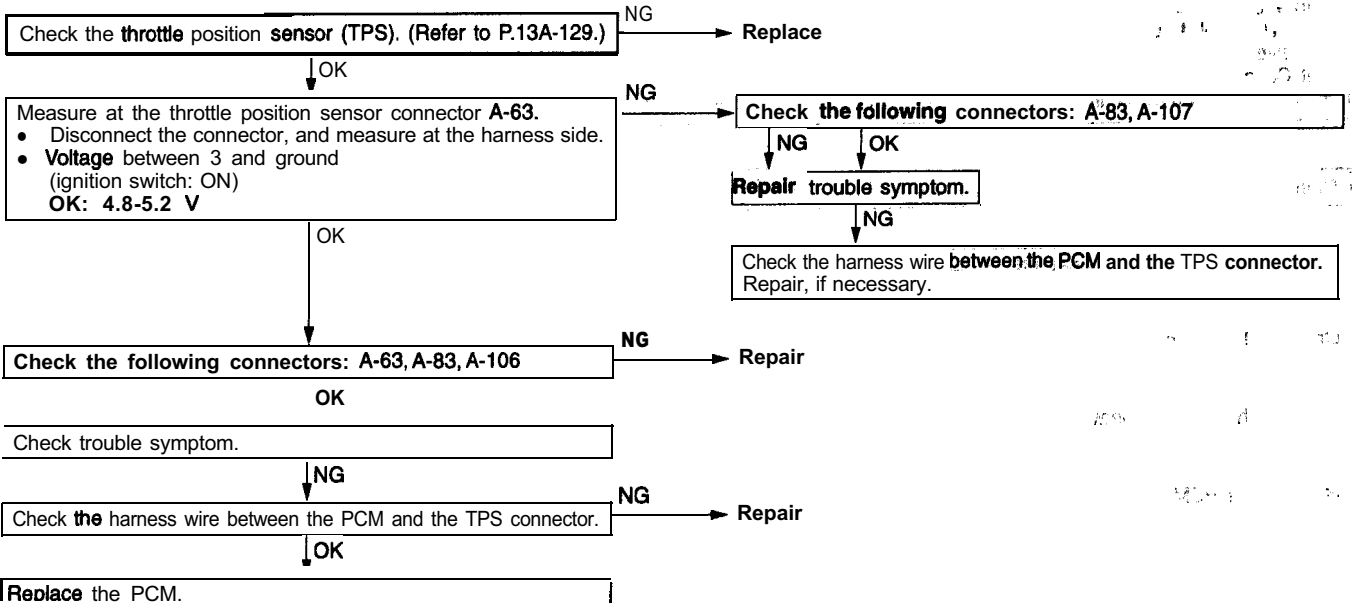 NG
Check the throttle position sensor (TPS). (Refer to P.13A-129.)
Replace
OK
Measure at the throttle position sensor connector A-63.
● Disconnect the connector, and measure at the harness side.
● Voltage between 3 and ground
(ignition switch: ON)
OK: 4.8-5.2 V
NG
Check the following connectors: A-83, A-107
NG
OK
Repair
trouble symptom.
NG
Check the harness wire between the PCM and the TPS connector.
Repair, if necessary.
OK
Check the following connectors: A-63, A-83, A-106
NG
Repair
OK
Check trouble symptom.
NG
Check the harness wire between the PCM and the TPS connector.
NG
Repair
OK
Replace the PCM.